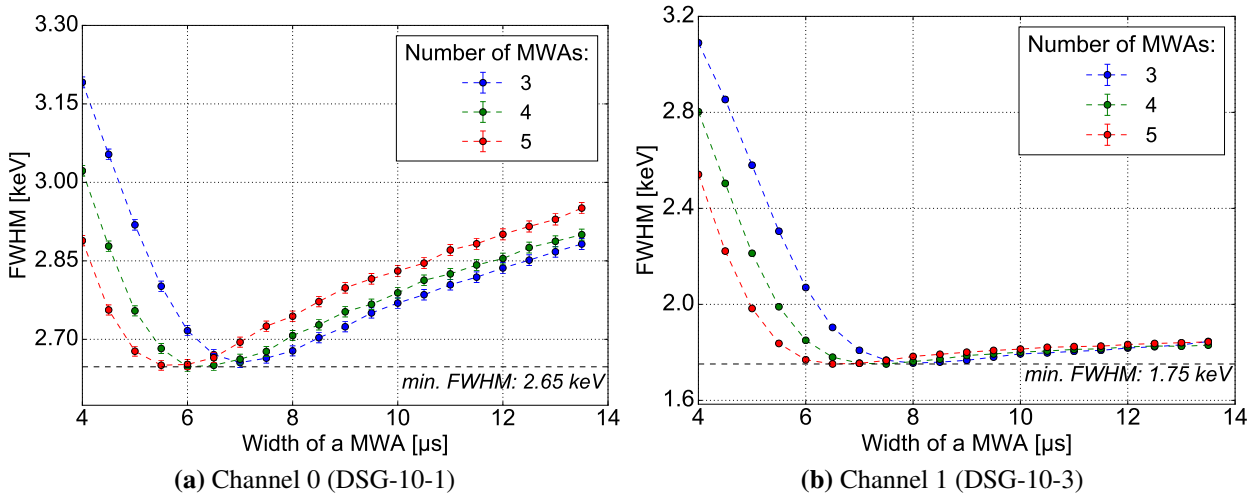 3.30
3.15
3.00
2.85
2.70
FWHM [keV]
Number of MWAs:
3
4
5
min. FWHM: 2.65 keV
4 6 8 10 12 14
Width of a MWA [µs]
(a) Channel 0 (DSG-10-1)
3.2
2.8
2.4
2.0
1.6
FWHM [keV]
Number of MWAs:
3
4
5
min. FWHM: 1.75 keV
4 6 8 10 12 14
Width of a MWA [µs]
(b) Channel 1 (DSG-10-3)